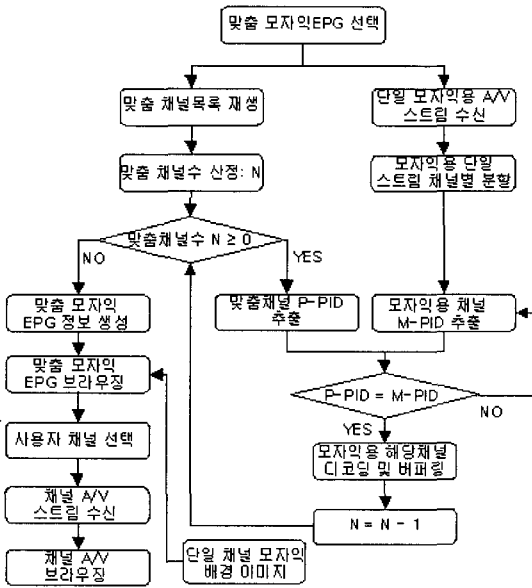 맞춤 모자익EPG 선택
맞춤 채널목록 재생
단일 모자익용 A/V
스트림 수신
맞춤 채널수 산정: N
모자익용 단일
스트림 채널별 분할
맞춤채널수 N ≥ 0
NO
YES
맞춤 모자익
EPG 정보 생성
맞춤채널 P-PID
추출
모자익용 채널
M-PID 추출
맞춤 모자익
EPG 브라우징
P-PID = M-PID
NO
YES
사용자 채널 선택
모자익용 해당채널
디코딩 및 버퍼링
채널 A/V
스트림 수신
N = N - 1
채널 A/V
브라우징
단일 채널 모자익
배경 이미지